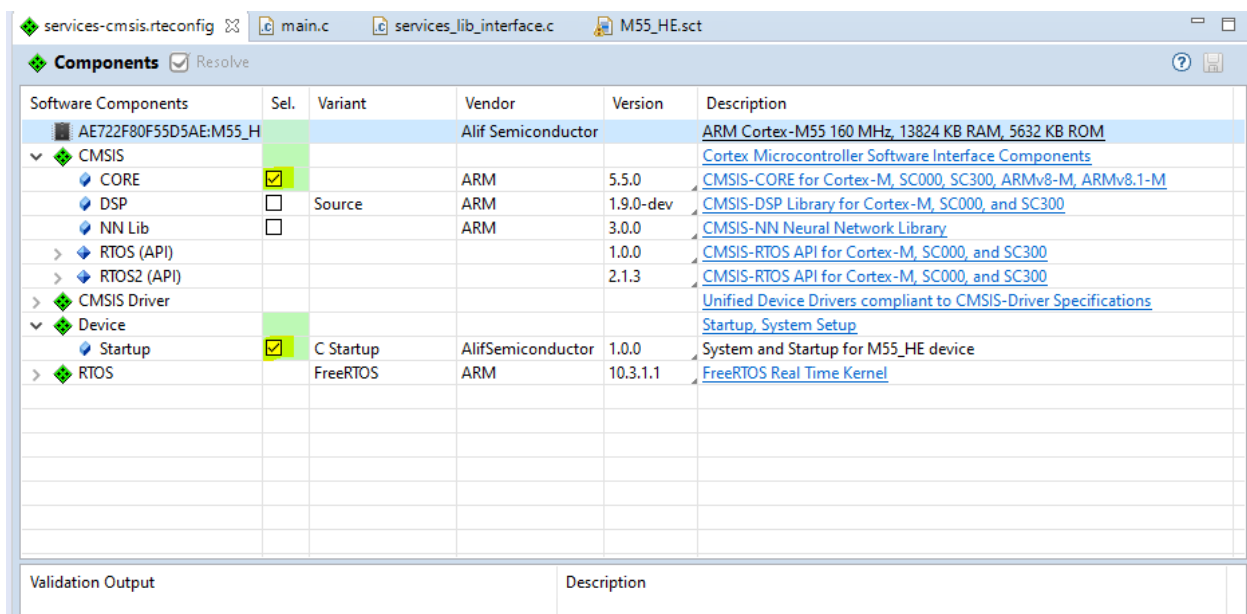 services-cmsis.rteconfig main.c services_lib_interface.c M55_HE.sct
Components Resolve
Software Components Sel. Variant Vendor Version Description
AE722F80F55D5AE:M55_H Alif Semiconductor ARM Cortex-M55 160 MHz, 13824 KB RAM, 5632 KB ROM
CMSIS Cortex Microcontroller Software Interface Components
CORE ARM 5.5.0 CMSIS-CORE for Cortex-M, SC000, SC300, ARMv8-M, ARMv8.1-M
DSP Source ARM 1.9.0-dev CMSIS-DSP Library for Cortex-M, SC000, and SC300
NN Lib ARM 3.0.0 CMSIS-NN Neural Network Library
RTOS (API) 1.0.0 CMSIS-RTOS API for Cortex-M, SC000, and SC300
RTOS2 (API) 2.1.3 CMSIS-RTOS API for Cortex-M, SC000, and SC300
CMSIS Driver Unified Device Drivers compliant to CMSIS-Driver Specifications
Device Startup, System Setup
Startup C Startup AlifSemiconductor 1.0.0 System and Startup for M55_HE device
RTOS FreeRTOS ARM 10.3.1.1 FreeRTOS Real Time Kernel
Validation Output Description